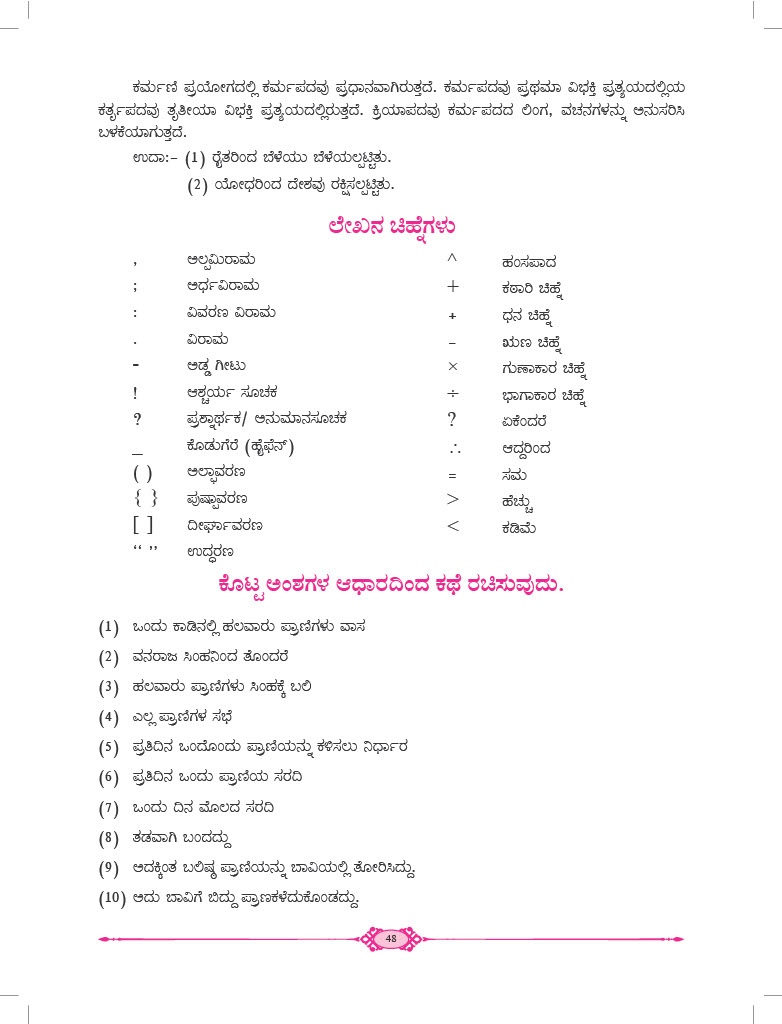 ಕರ್ಮಣಿ ಪ್ರಯೋಗದಲ್ಲಿ ಕರ್ಮಪದವು ಪ್ರಧಾನವಾಗಿರುತ್ತದೆ. ಕರ್ಮಪದವು ಪ್ರಥಮಾ ವಿಭಕ್ತಿ ಪ್ರತ್ಯಯದಲ್ಲಿಯ
ಕರ್ತೃಪದವು ತೃತೀಯಾ ವಿಭಕ್ತಿ ಪ್ರತ್ಯಯದಲ್ಲಿರುತ್ತದೆ. ಕ್ರಿಯಾಪದವು ಕರ್ಮಪದದ ಲಿಂಗ, ವಚನಗಳನ್ನು ಅನುಸರಿಸಿ
ಬಳಕೆಯಾಗುತ್ತದೆ.
ಉದಾ:– (1) ರೈತರಿಂದ ಬೆಳೆಯು ಬೆಳೆಯಲ್ಪಟ್ಟಿತು.
(2) ಯೋಧರಿಂದ ದೇಶವು ರಕ್ಷಿಸಲ್ಪಟ್ಟಿತು.
ಲೇಖನ ಚಿಹ್ನೆಗಳು
, ಅಲ್ಪವಿರಾಮ ^ ಹಂಸಪಾದ
; ಅರ್ಧವಿರಾಮ + ಕಠಾರಿ ಚಿಹ್ನೆ
: ವಿವರಣ ವಿರಾಮ + ಧನ ಚಿಹ್ನೆ
. ವಿರಾಮ – ಋಣ ಚಿಹ್ನೆ
- ಅಡ್ಡ ಗೀಟು × ಗುಣಾಕಾರ ಚಿಹ್ನೆ
! ಆಶ್ಚರ್ಯ ಸೂಚಕ ÷ ಭಾಗಾಕಾರ ಚಿಹ್ನೆ
? ಪ್ರಶ್ನಾರ್ಥಕ/ ಅನುಮಾನಸೂಚಕ ? ಏಕೆಂದರೆ
_ ಕೊಡುಗೆರೆ (ಹೈಫೆನ್) ∴ ಆದ್ದರಿಂದ
( ) ಅಲ್ಪಾವರಣ = ಸಮ
{ } ಪುಷ್ಪಾವರಣ > ಹೆಚ್ಚು
[ ] ದೀರ್ಘಾವರಣ < ಕಡಿಮೆ
“ ” ಉದ್ಧರಣ
ಕೊಟ್ಟ ಅಂಶಗಳ ಆಧಾರದಿಂದ ಕಥೆ ರಚಿಸುವುದು.
(1) ಒಂದು ಕಾಡಿನಲ್ಲಿ ಹಲವಾರು ಪ್ರಾಣಿಗಳು ವಾಸ
(2) ವನರಾಜ ಸಿಂಹನಿಂದ ತೊಂದರೆ
(3) ಹಲವಾರು ಪ್ರಾಣಿಗಳು ಸಿಂಹಕ್ಕೆ ಬಲಿ
(4) ಎಲ್ಲ ಪ್ರಾಣಿಗಳ ಸಭೆ
(5) ಪ್ರತಿದಿನ ಒಂದೊಂದು ಪ್ರಾಣಿಯನ್ನು ಕಳಿಸಲು ನಿರ್ಧಾರ
(6) ಪ್ರತಿದಿನ ಒಂದು ಪ್ರಾಣಿಯ ಸರದಿ
(7) ಒಂದು ದಿನ ಮೊಲದ ಸರದಿ
(8) ತಡವಾಗಿ ಬಂದದ್ದು
(9) ಅದಕ್ಕಿಂತ ಬಲಿಷ್ಠ ಪ್ರಾಣಿಯನ್ನು ಬಾವಿಯಲ್ಲಿ ತೋರಿಸಿದ್ದು.
(10) ಅದು ಬಾವಿಗೆ ಬಿದ್ದು ಪ್ರಾಣಕಳೆದುಕೊಂಡದ್ದು.
48